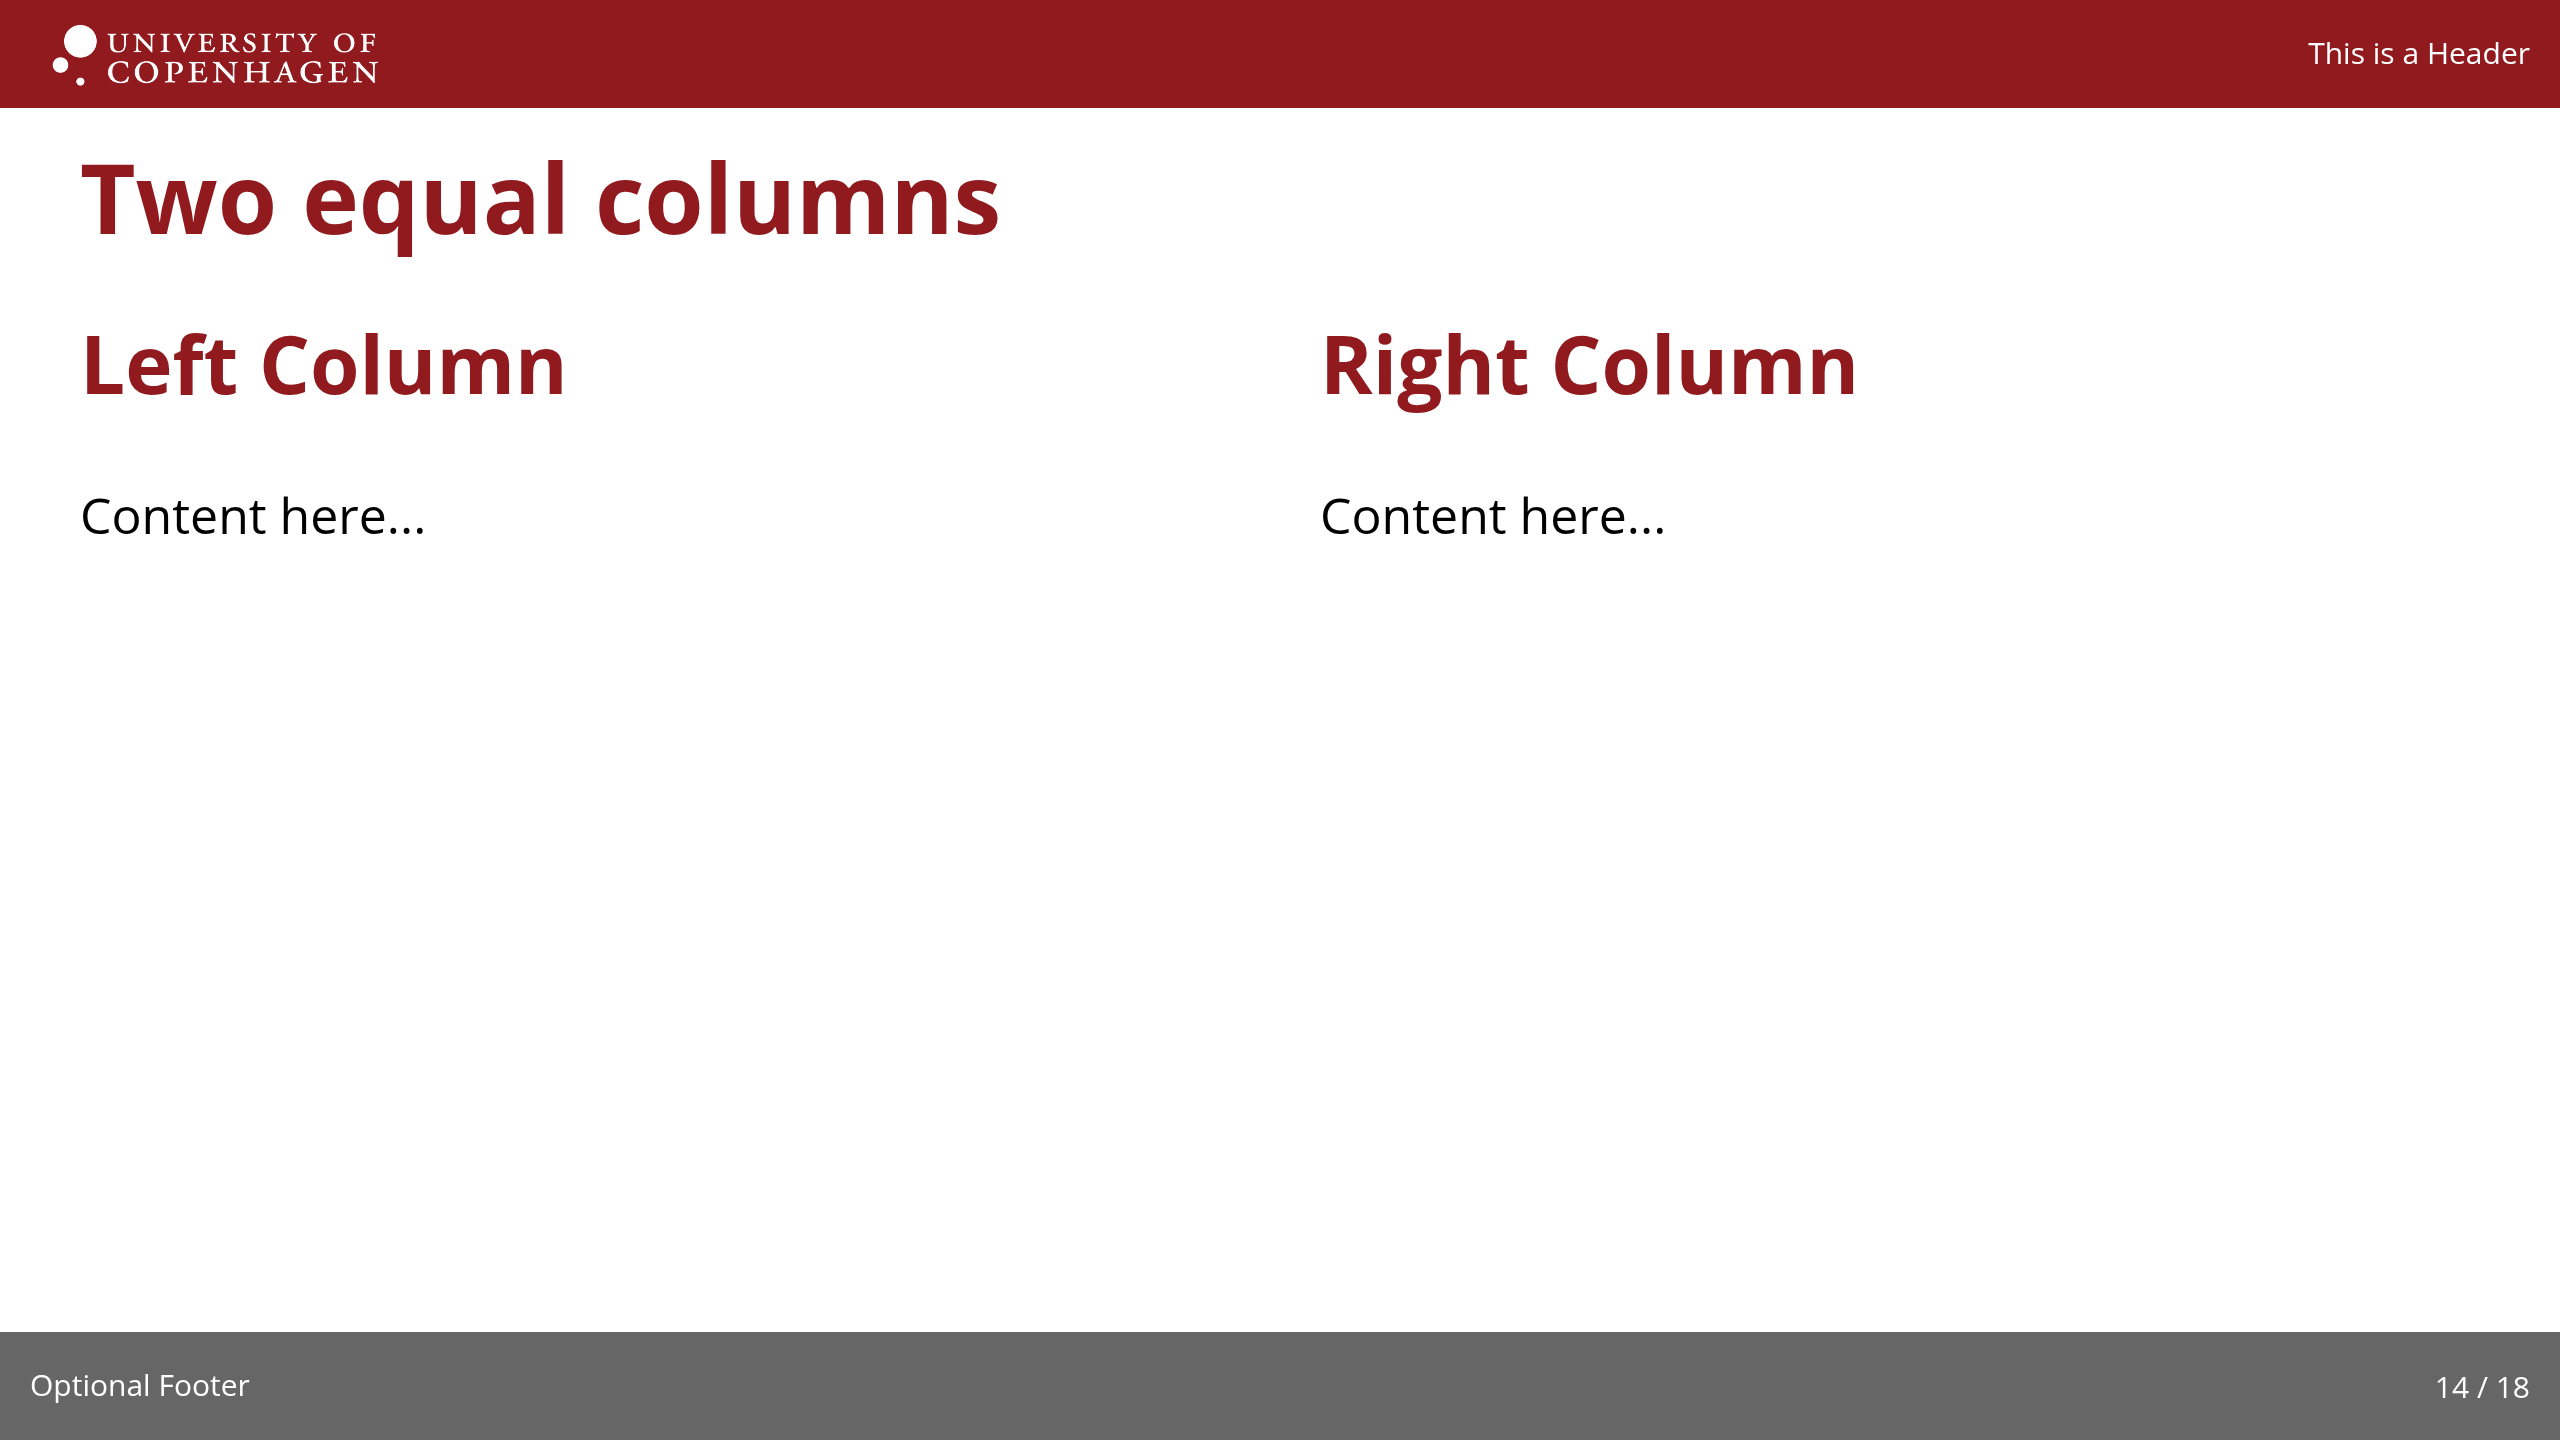 UNIVERSITY OF
COPENHAGEN
This is a Header
Two equal columns
Left Column
Content here...
Right Column
Content here...
Optional Footer
14 / 18